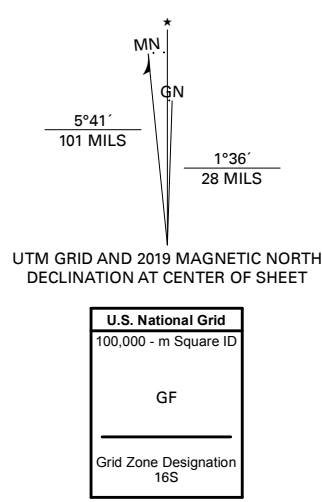 ★
MN
GN
5°41´
101 MILS
1°36´
28 MILS
UTM GRID AND 2019 MAGNETIC NORTH
DECLINATION AT CENTER OF SHEET
U.S. National Grid
100,000 - m Square ID
GF
Grid Zone Designation
16S